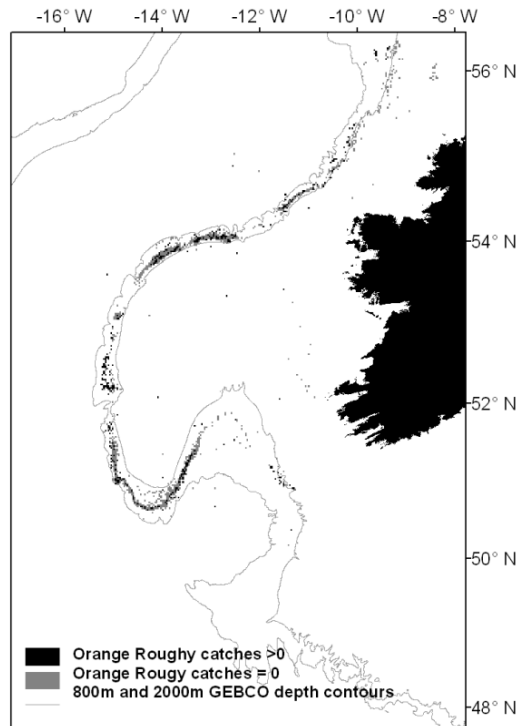 -16° W -14° W -12° W -10° W -8° W
56° N
54° N
52° N
50° N
48° N
Orange Roughy catches >0
Orange Rougy catches = 0
800m and 2000m GEBCO depth contours